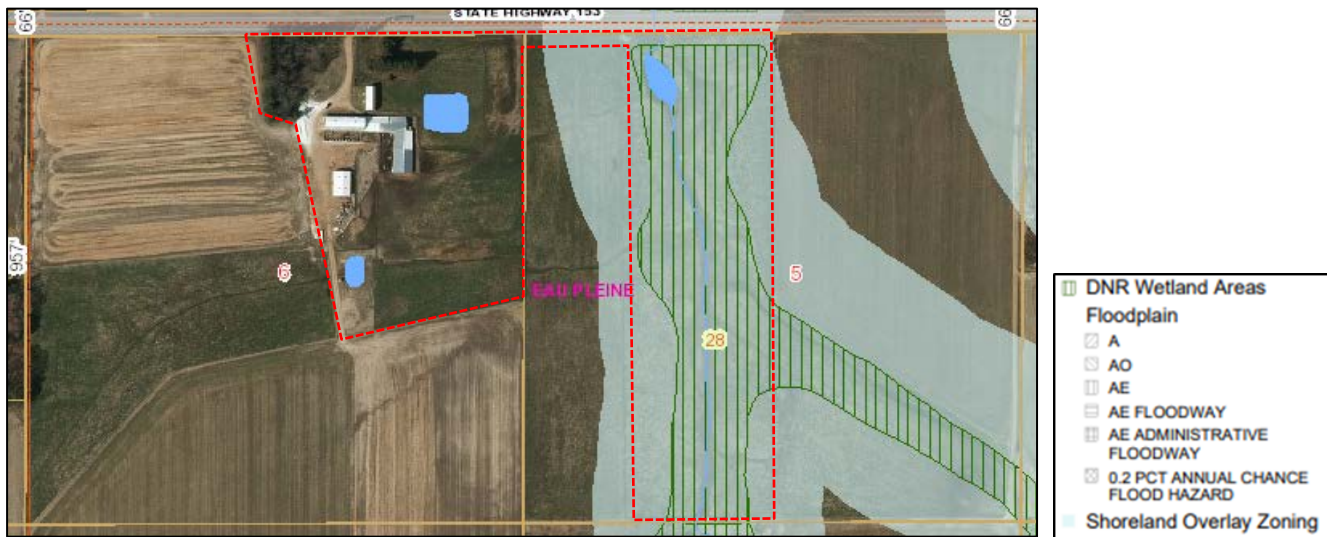 STATE HIGHWAY 153
66'
66
957'
6
5
EAU PLEINE
28
DNR Wetland Areas
Floodplain
A
AO
AE
AE FLOODWAY
AE ADMINISTRATIVE
FLOODWAY
0.2 PCT ANNUAL CHANCE
FLOOD HAZARD
Shoreland Overlay Zoning